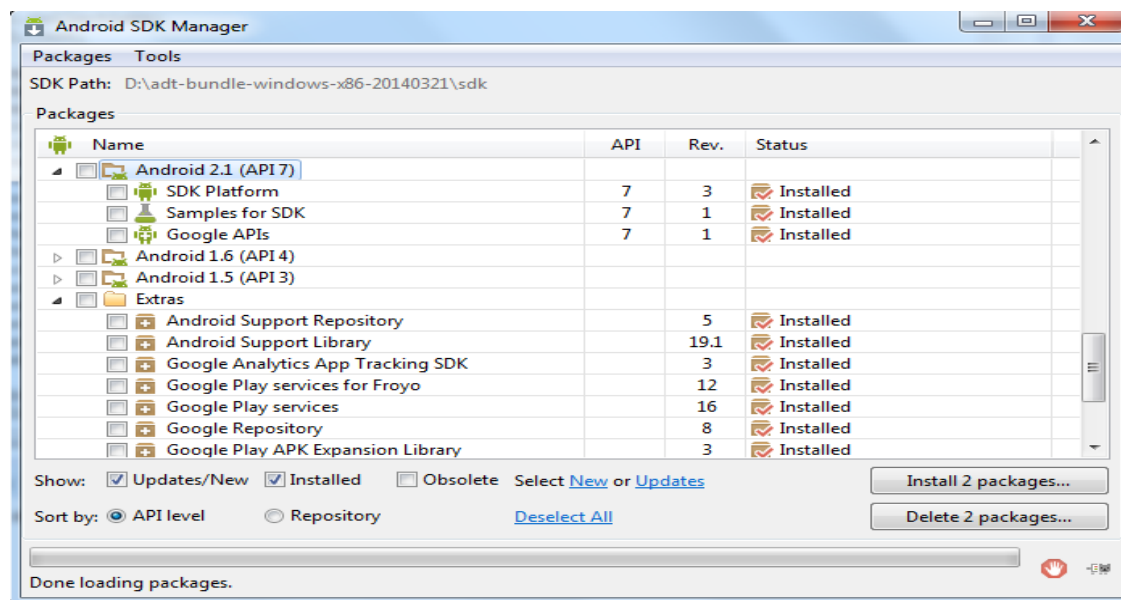 Android SDK Manager
Packages Tools
SDK Path: D:\adt-bundle-windows-x86-20140321\sdk
Packages
Name API Rev. Status
Android 2.1 (API 7)
SDK Platform 7 3 Installed
Samples for SDK 7 1 Installed
Google APIs 7 1 Installed
Android 1.6 (API 4)
Android 1.5 (API 3)
Extras
Android Support Repository 5 Installed
Android Support Library 19.1 Installed
Google Analytics App Tracking SDK 3 Installed
Google Play services for Froyo 12 Installed
Google Play services 16 Installed
Google Repository 8 Installed
Google Play APK Expansion Library 3 Installed
Show: Updates/New Installed Obsolete Select New or Updates Install 2 packages...
Sort by: API level Repository Deselect All Delete 2 packages...
Done loading packages.